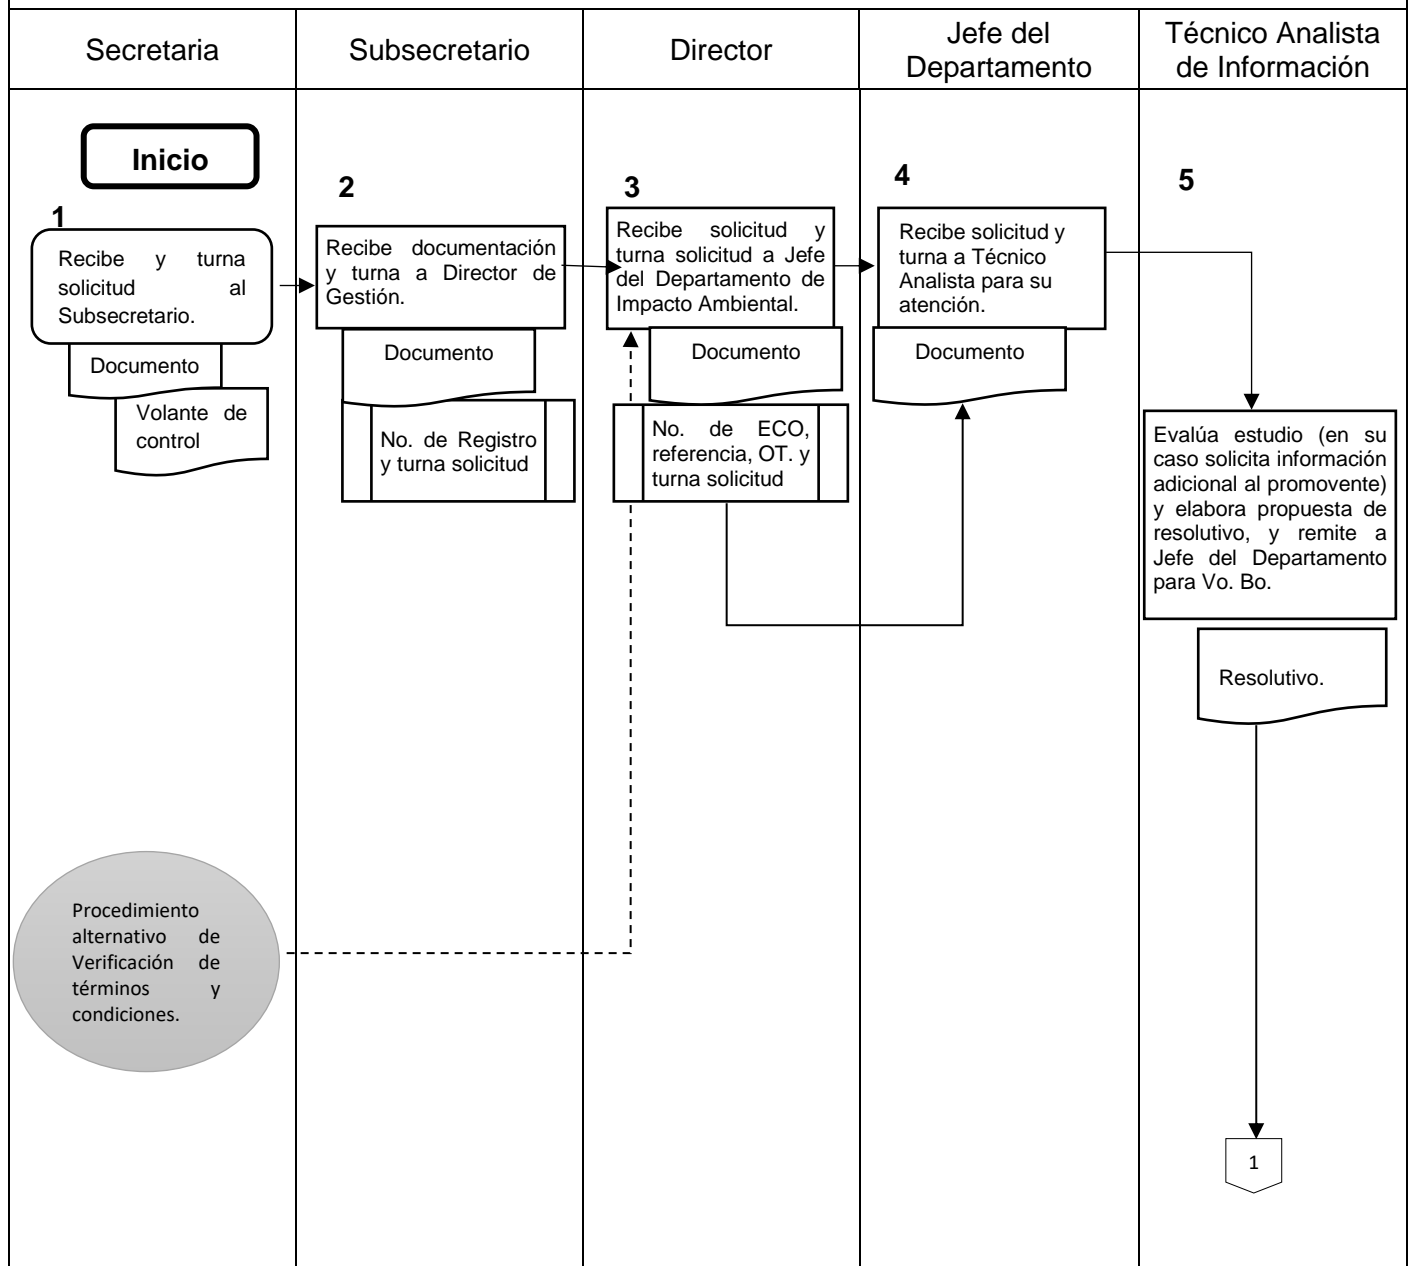 Secretaria
Subsecretario
Director
Jefe del
Departamento
Técnico Analista
de Información
Inicio
1
Recibe y turna
solicitud al
Subsecretario.
Documento
Volante de
control
2
Recibe documentación
y turna a Director de
Gestión.
Documento
No. de Registro
y turna solicitud
3
Recibe solicitud y
turna solicitud a Jefe
del Departamento de
Impacto Ambiental.
Documento
No. de ECO,
referencia, OT. y
turna solicitud
4
Recibe solicitud y
turna a Técnico
Analista para su
atención.
Documento
5
Evalúa estudio (en su
caso solicita información
adicional al promovente)
y elabora propuesta de
resolutivo, y remite a
Jefe del Departamento
para Vo. Bo.
Resolutivo.
Procedimiento
alternativo de
Verificación de
términos y
condiciones.
1